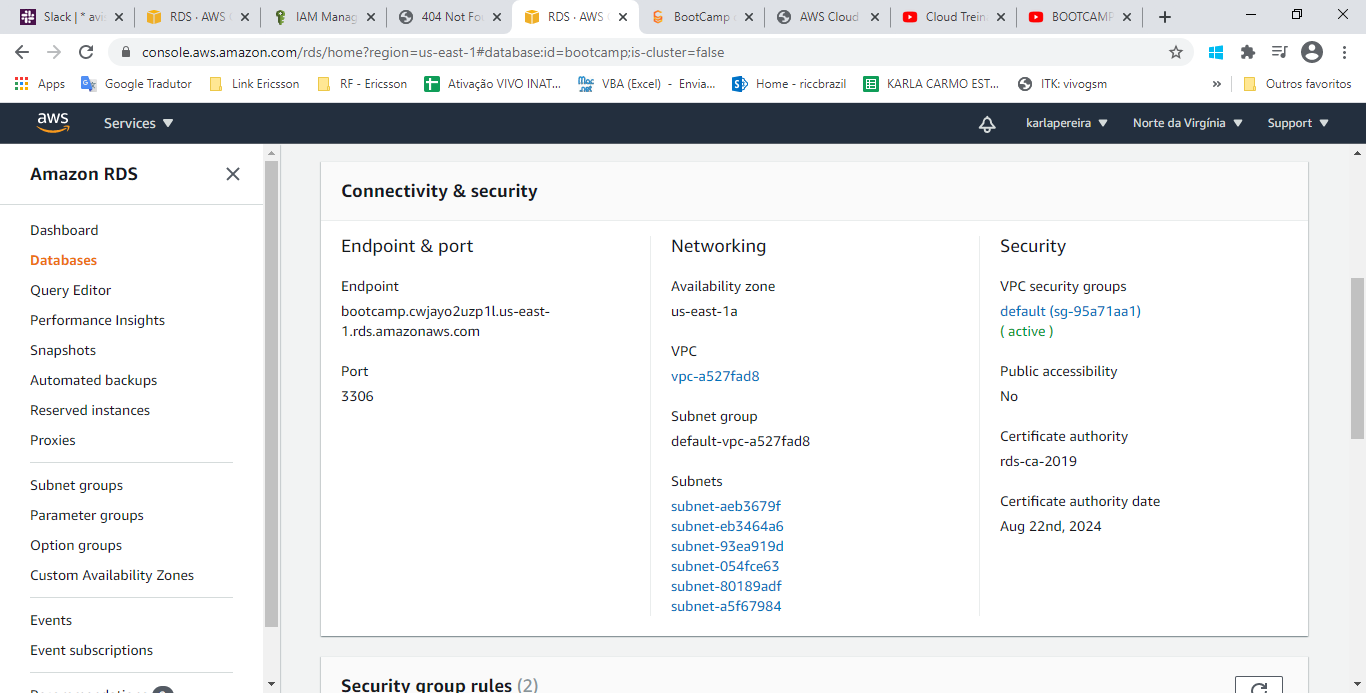 Slack | * avi
RDS · AWS C
IAM Manag
404 Not Fo
RDS · AWS
BootCamp
AWS Cloud
Cloud Train
BOOTCAMP
console.aws.amazon.com/rds/home?region=us-east-1#database:id=bootcamp;is-cluster=false
Apps
Google Tradutor
Link Ericsson
RF - Ericsson
Ativação VIVO INAT...
VBA (Excel) - Envia...
Home - riccbrazil
KARLA CARMO EST...
ITK: vivogsm
»
Outros favoritos
aws
Services
karlapereira
Norte da Virgínia
Support
Amazon RDS
Dashboard
Databases
Query Editor
Performance Insights
Snapshots
Automated backups
Reserved instances
Proxies
Subnet groups
Parameter groups
Option groups
Custom Availability Zones
Events
Event subscriptions
Connectivity & security
Endpoint & port
Endpoint
bootcamp.cwjayo2uzp1l.us-east-
1.rds.amazonaws.com
Port
3306
Networking
Availability zone
us-east-1a
VPC
vpc-a527fad8
Subnet group
default-vpc-a527fad8
Subnets
subnet-aeb3679f
subnet-eb3464a6
subnet-93ea919d
subnet-054fce63
subnet-80189adf
subnet-a5f67984
Security
VPC security groups
default (sg-95a71aa1)
( active )
Public accessibility
No
Certificate authority
rds-ca-2019
Certificate authority date
Aug 22nd, 2024
Security group rules (2)